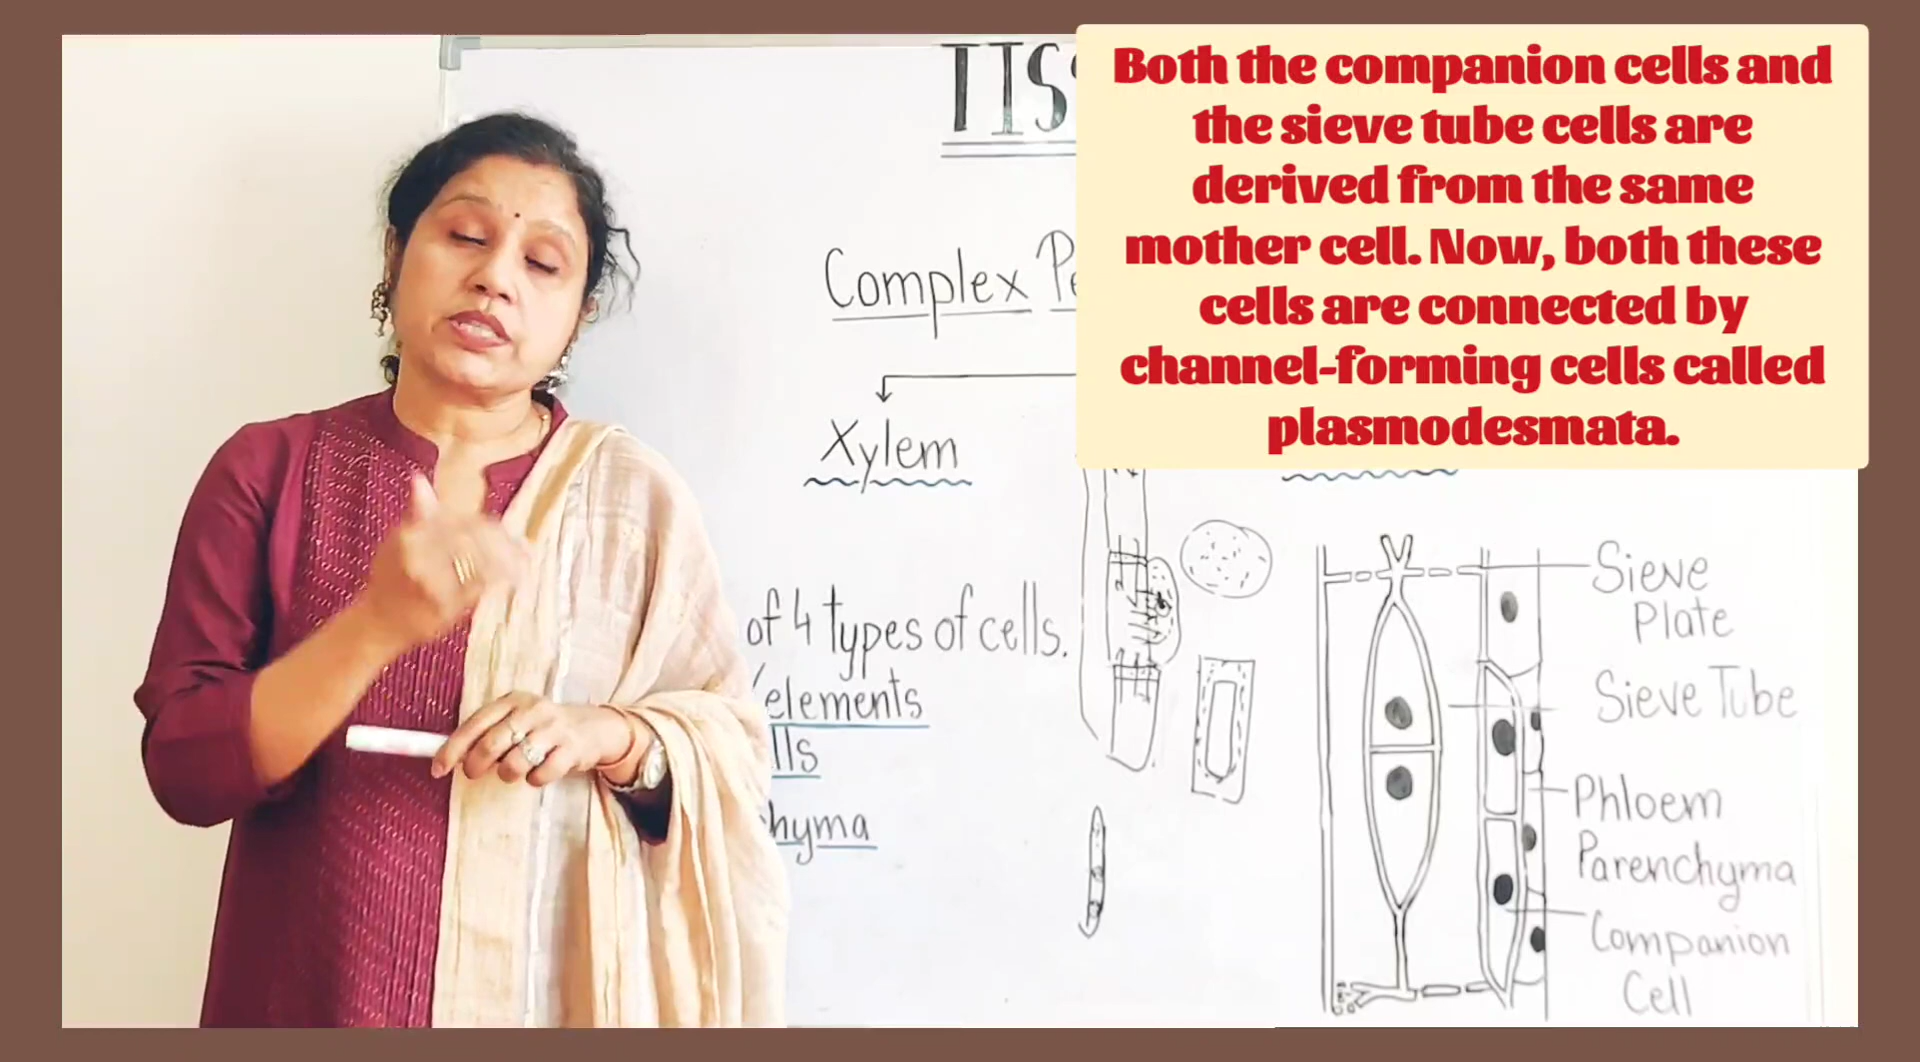 TISS
Both the companion cells and
the sieve tube cells are
derived from the same
mother cell. Now, both these
cells are connected by
channel-forming cells called
plasmodesmata.
Complex Pe
Xylem
of 4 types of cells.
elements
lls
hyma
Sieve
Plate
Sieve Tube
Phloem
Parenchyma
Companion
Cell